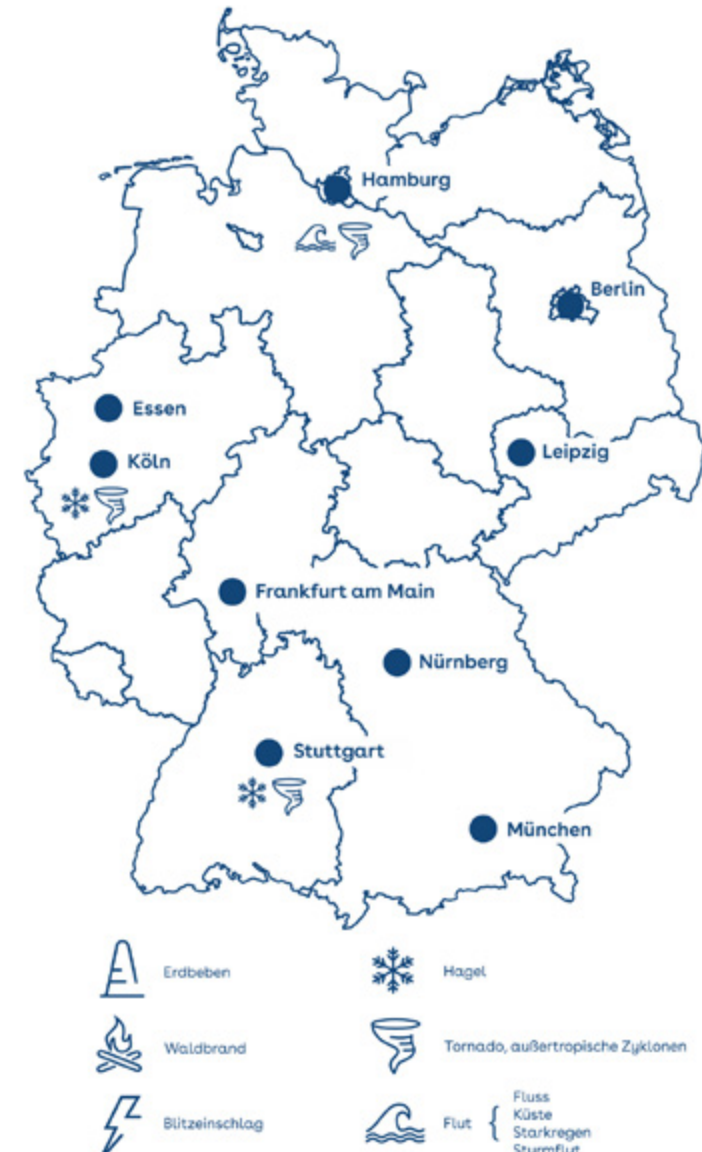 Hamburg
Berlin
Essen
Köln
Leipzig
Frankfurt am Main
Nürnberg
Stuttgart
München
Erdbeben
Hagel
Waldbrand
Tornado, außertropische Zyklonen
Blitzeinschlag
Flut
Fluss
Küste
Starkregen
Sturmflut